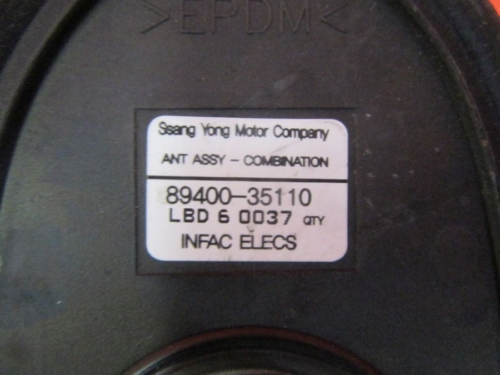 >EPDM<
Ssang Yong Motor Company
ANT ASSY - COMBINATION
89400-35110
LBD 6 0037 QTY
INFAC ELECS